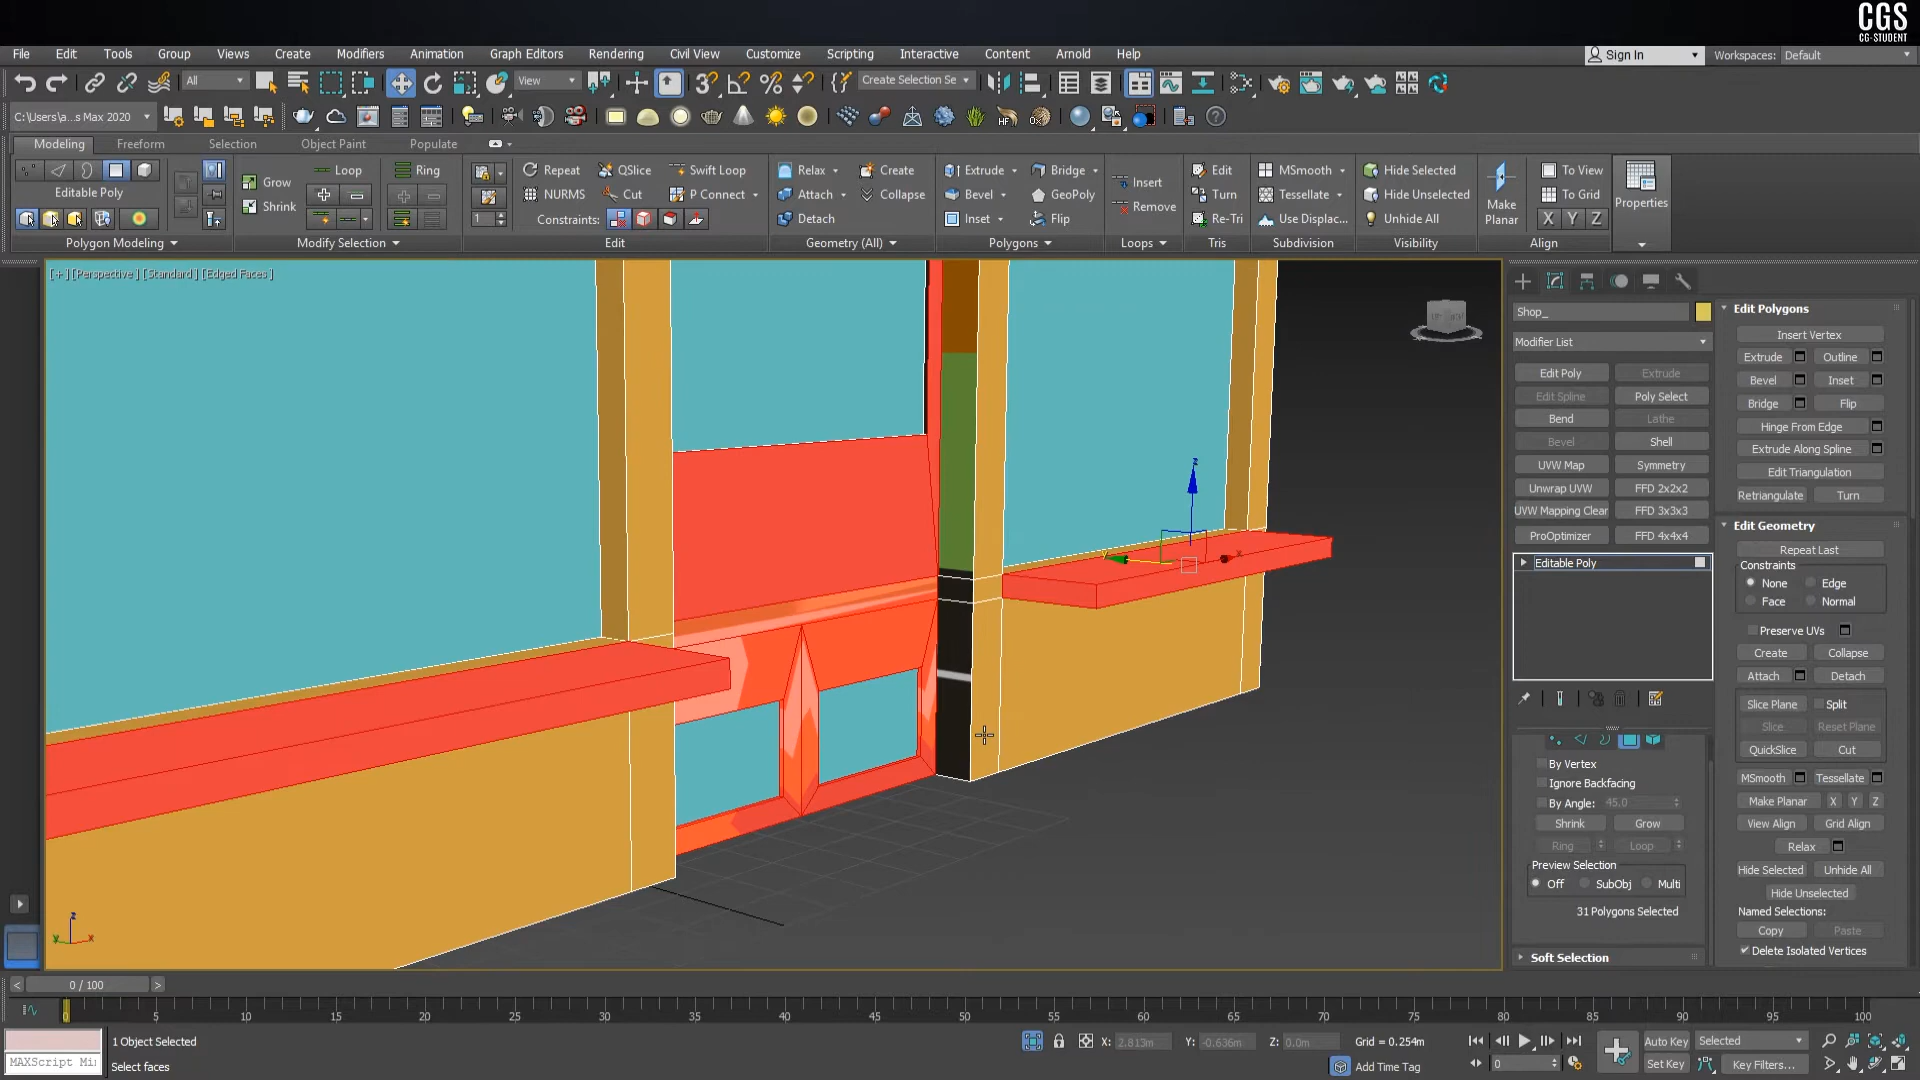 CGS
CG-STUDENT
File Edit Tools Group Views Create Modifiers Animation Graph Editors Rendering Civil View Customize Scripting Interactive Content Arnold Help
Sign In Workspaces: Default
All View Create Selection Se
C:\Users\a...s Max 2020
Modeling Freeform Selection Object Paint Populate
Grow Loop Ring Repeat QSlice Swift Loop Relax Create Extrude Bridge Insert Edit MSmooth Hide Selected To View
Shrink NURMS Cut P Connect Attach Collapse Bevel GeoPoly Remove Turn Tessellate Hide Unselected To Grid
Editable Poly 1 Constraints: Detach Inset Flip Re-Tri Use Displac... Unhide All Make Planar X Y Z Properties
Polygon Modeling Modify Selection Edit Geometry (All) Polygons Loops Tris Subdivision Visibility Align
[+] [Perspective] [Standard] [Edged Faces]
Shop_
Modifier List
Edit Poly Extrude
Edit Spline Poly Select
Bend Lathe
Bevel Shell
UVW Map Symmetry
Unwrap UVW FFD 2x2x2
UVW Mapping Clear FFD 3x3x3
ProOptimizer FFD 4x4x4
Editable Poly
By Vertex
Ignore Backfacing
By Angle: 45.0
Shrink Grow
Ring Loop
Preview Selection
Off SubObj Multi
31 Polygons Selected
Soft Selection
Edit Polygons
Insert Vertex
Extrude Outline
Bevel Inset
Bridge Flip
Hinge From Edge
Extrude Along Spline
Edit Triangulation
Retriangulate Turn
Edit Geometry
Repeat Last
Constraints
None Edge
Face Normal
Preserve UVs
Create Collapse
Attach Detach
Slice Plane Split
Slice Reset Plane
QuickSlice Cut
MSmooth Tessellate
Make Planar X Y Z
View Align Grid Align
Relax
Hide Selected Unhide All
Hide Unselected
Named Selections:
Copy Paste
Delete Isolated Vertices
z
z
y x
< 0 / 100 >
0 5 10 15 20 25 30 35 40 45 50 55 60 65 70 75 80 85 90 95 100
1 Object Selected X: 2.813m Y: -0.636m Z: 0.0m Grid = 0.254m Auto Key Selected
MAXScript Mi Select faces Add Time Tag 0 Set Key Key Filters...